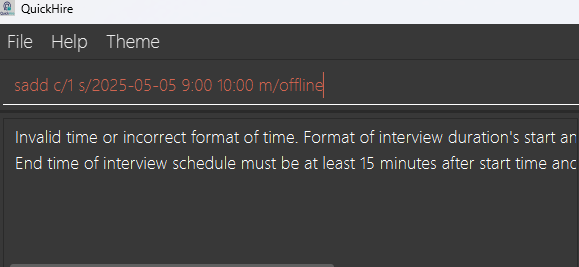 QuickHire
File Help Theme
sadd c/1 s/2025-05-05 9:00 10:00 m/offline
Invalid time or incorrect format of time. Format of interview duration's start an
End time of interview schedule must be at least 15 minutes after start time and